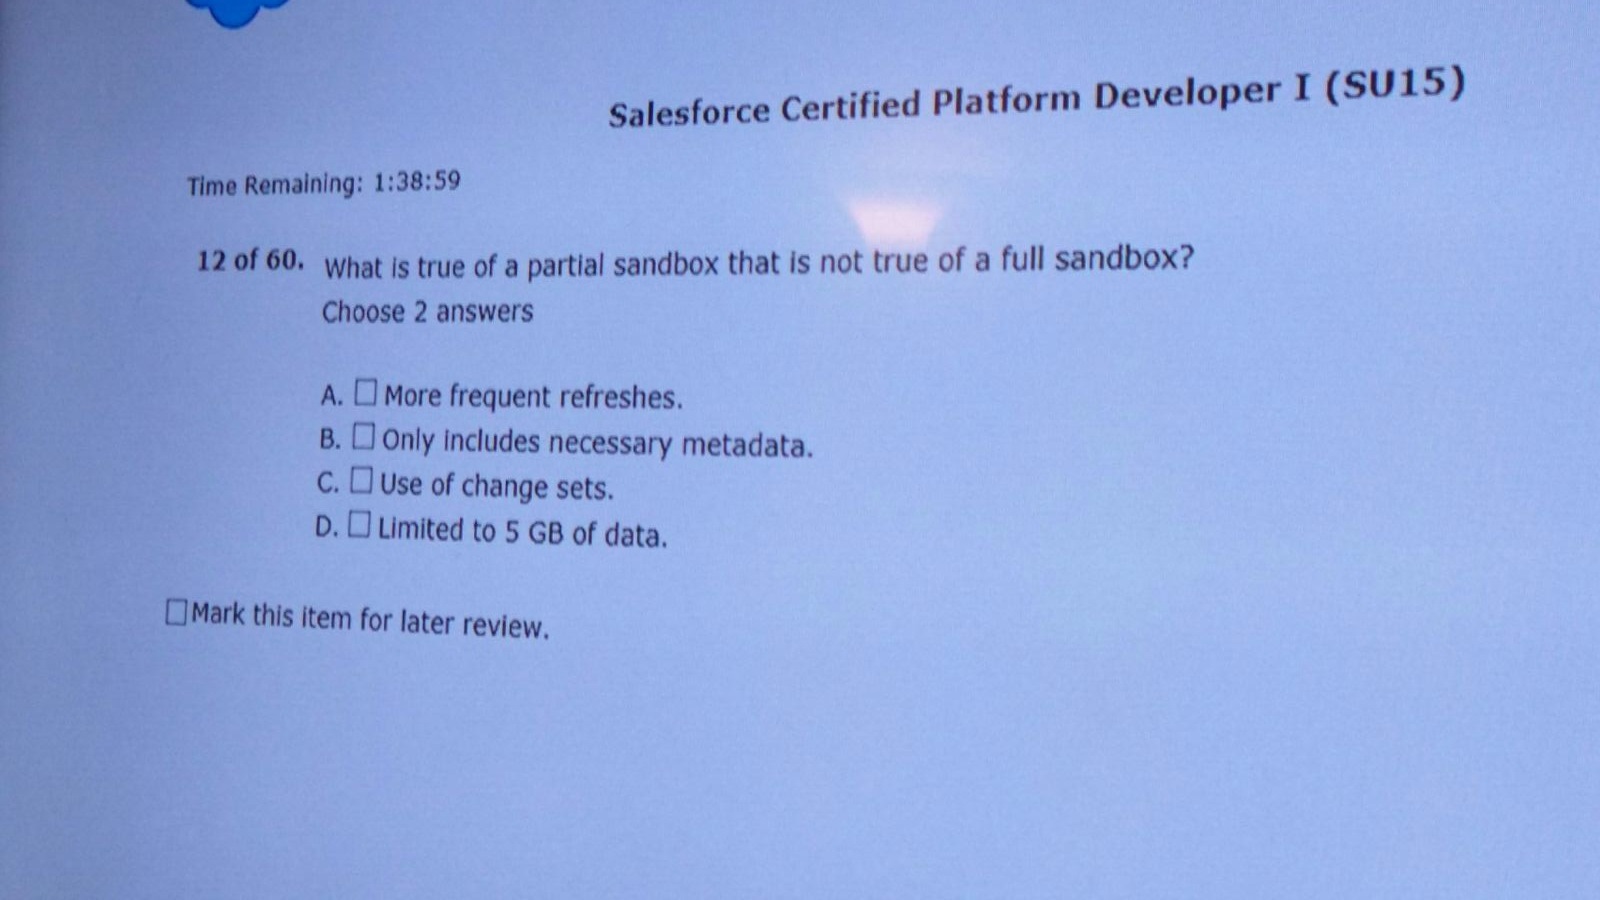 Salesforce Certified Platform Developer I (SU15)
Time Remaining: 1:38:59
12 of 60. What is true of a partial sandbox that is not true of a full sandbox?
Choose 2 answers
A. More frequent refreshes.
B. Only includes necessary metadata.
C. Use of change sets.
D. Limited to 5 GB of data.
Mark this item for later review.